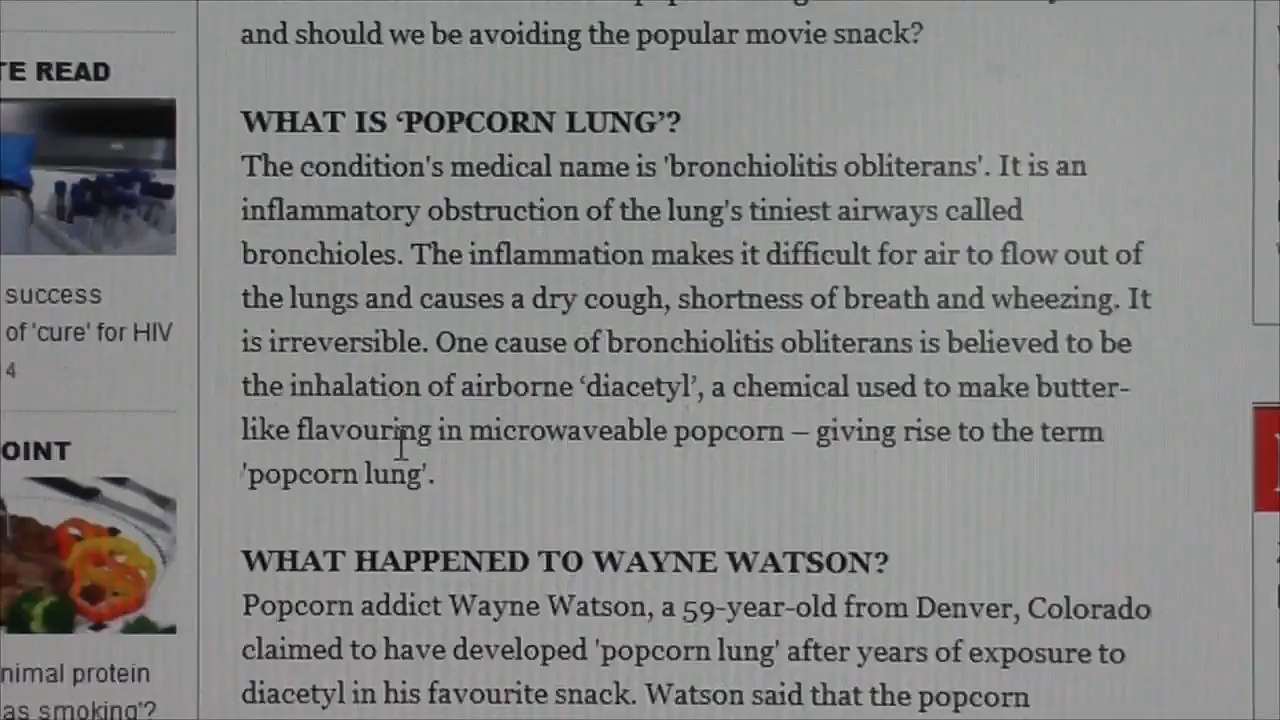 and should we be avoiding the popular movie snack?
TE READ
WHAT IS ‘POPCORN LUNG’?
The condition's medical name is 'bronchiolitis obliterans'. It is an
inflammatory obstruction of the lung's tiniest airways called
bronchioles. The inflammation makes it difficult for air to flow out of
the lungs and causes a dry cough, shortness of breath and wheezing. It
is irreversible. One cause of bronchiolitis obliterans is believed to be
the inhalation of airborne ‘diacetyl’, a chemical used to make butter-
like flavouring in microwaveable popcorn – giving rise to the term
'popcorn lung'.
success
of 'cure' for HIV
4
OINT
WHAT HAPPENED TO WAYNE WATSON?
Popcorn addict Wayne Watson, a 59-year-old from Denver, Colorado
claimed to have developed 'popcorn lung' after years of exposure to
diacetyl in his favourite snack. Watson said that the popcorn
nimal protein
as smoking'?